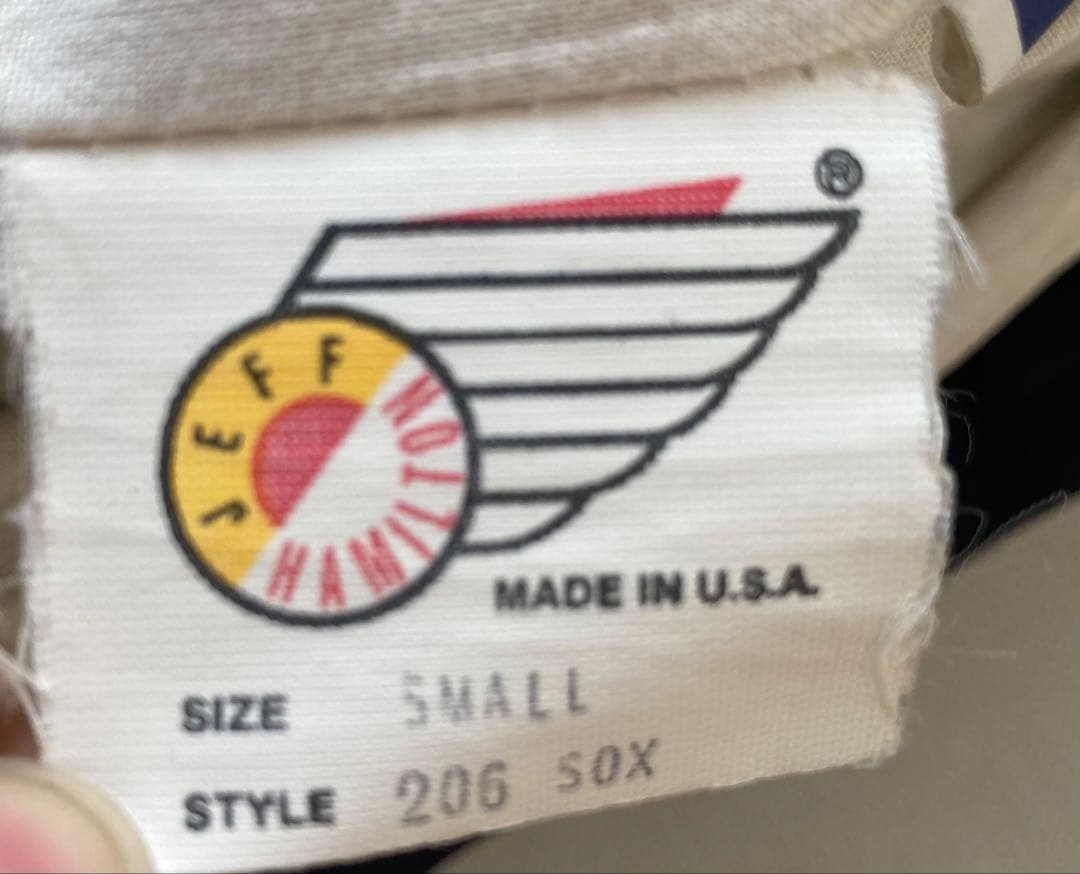 ®
JEFF
HAMILTON
MADE IN U.S.A.
SIZE SMALL
STYLE 206 SOX